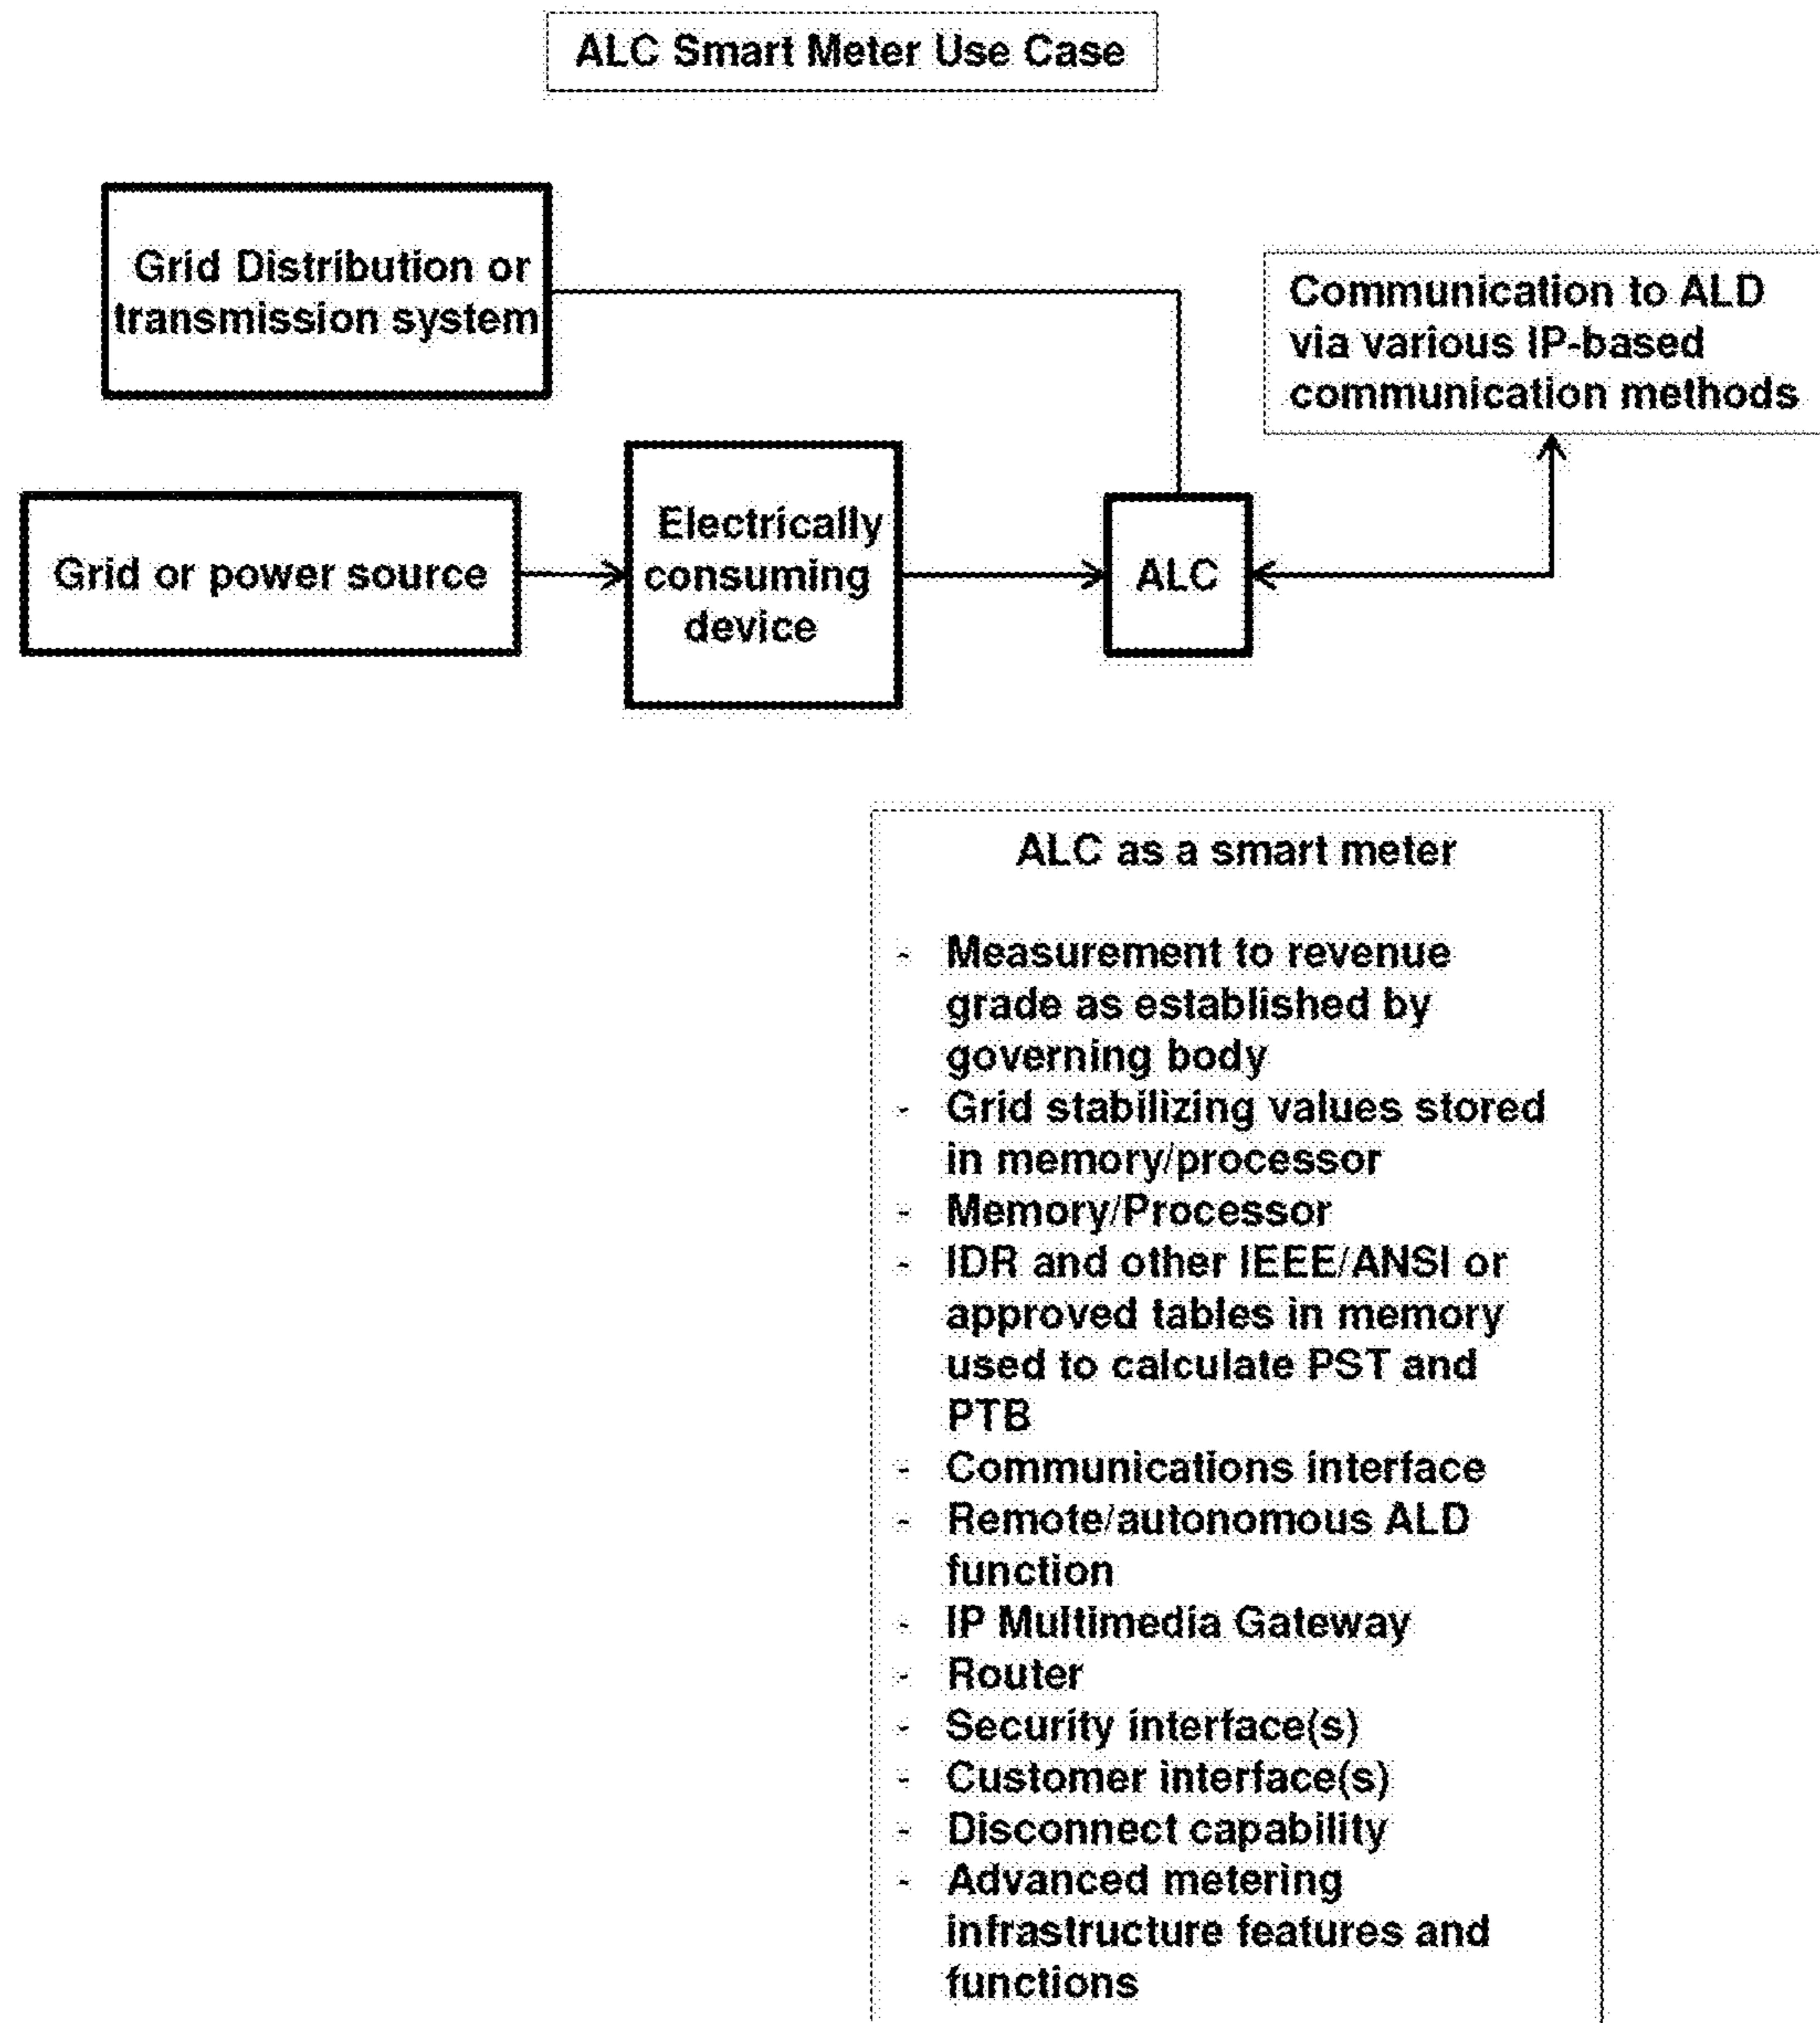 ALC Smart Meter Use Case
Grid Distribution or
transmission system
Communication to ALD
via various IP-based
communication methods
Grid or power source
Electrically
consuming
device
ALC
ALC as a smart meter
- Measurement to revenue
grade as established by
governing body
- Grid stabilizing values stored
in memory/processor
- Memory/Processor
- IDR and other IEEE/ANSI or
approved tables in memory
used to calculate PST and
PTB
- Communications interface
- Remote/autonomous ALD
function
- IP Multimedia Gateway
- Router
- Security interface(s)
- Customer interface(s)
- Disconnect capability
- Advanced metering
infrastructure features and
functions